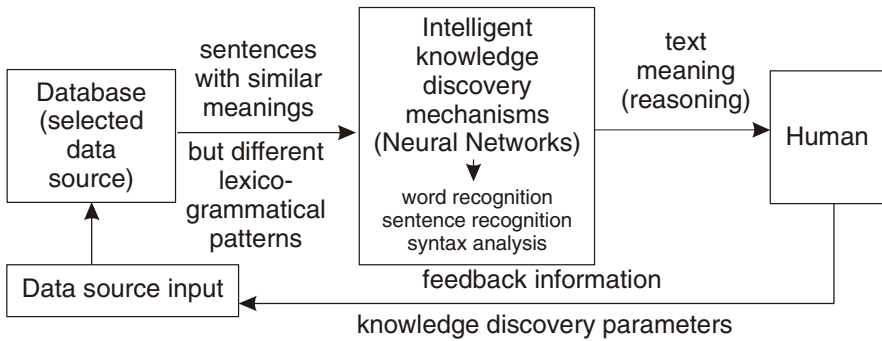 Database
(selected
data
source)
sentences
with similar
meanings
but different
lexico-
grammatical
patterns
Intelligent
knowledge
discovery
mechanisms
(Neural Networks)
word recognition
sentence recognition
syntax analysis
text
meaning
(reasoning)
Human
Data source input
feedback information
knowledge discovery parameters